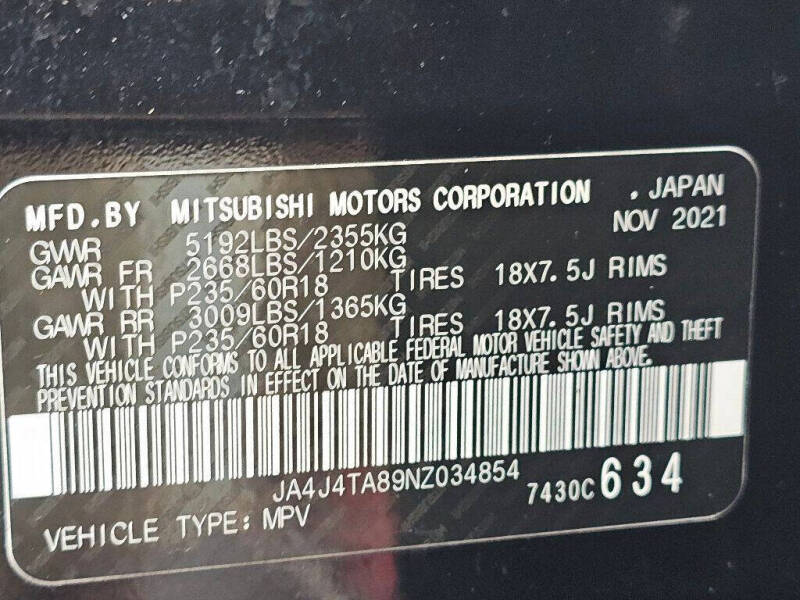 MFD.BY MITSUBISHI MOTORS CORPORATION . JAPAN
NOV 2021
GVWR 5192LBS/2355KG
GAWR FR 2668LBS/1210KG
WITH P235/60R18 TIRES 18X7.5J RIMS
GAWR RR 3009LBS/1365KG
WITH P235/60R18 TIRES 18X7.5J RIMS
THIS VEHICLE CONFORMS TO ALL APPLICABLE FEDERAL MOTOR VEHICLE SAFETY AND THEFT
PREVENTION STANDARDS IN EFFECT ON THE DATE OF MANUFACTURE SHOWN ABOVE.
JA4J4TA89NZ034854
7430C 634
VEHICLE TYPE: MPV